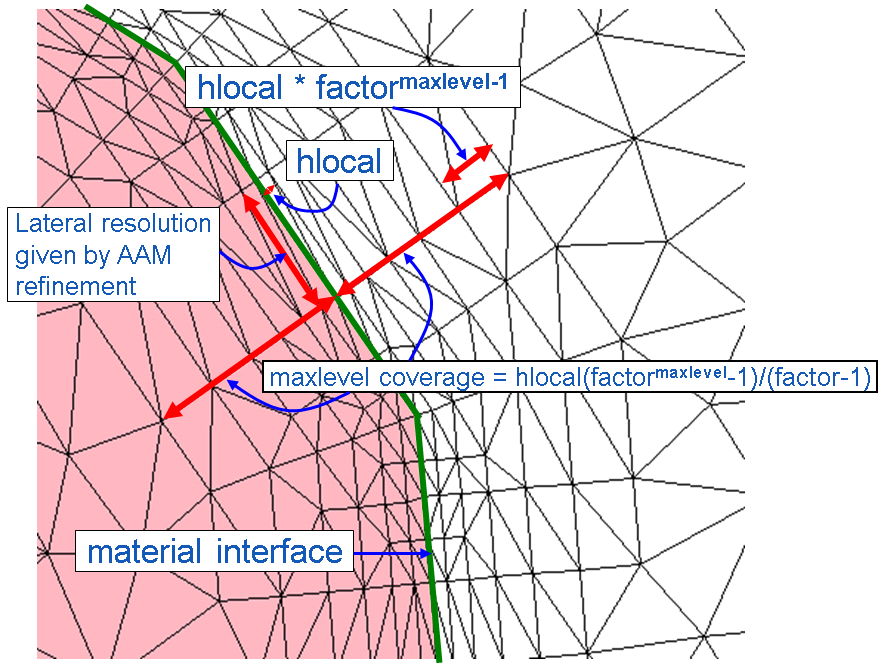 hlocal * factor^maxlevel-1
hlocal
Lateral resolution
given by AAM
refinement
maxlevel coverage = hlocal(factor^maxlevel-1)/(factor-1)
material interface